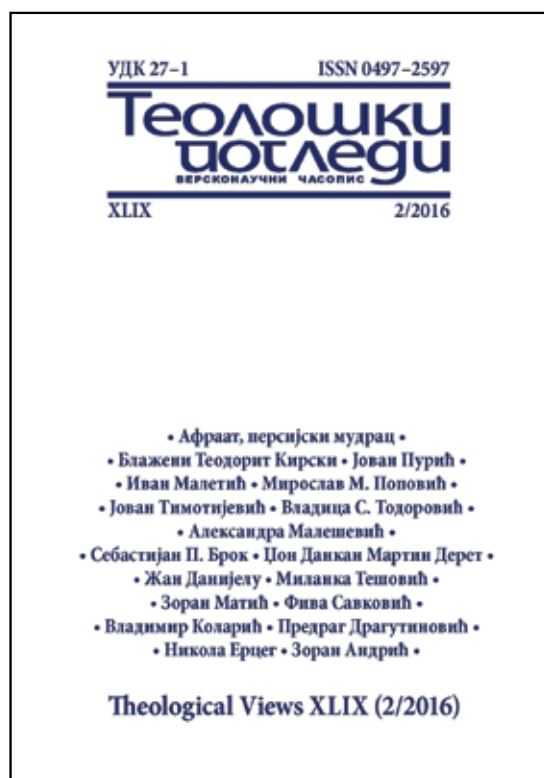 УДК 27–1 ISSN 0497–2597
Теолошки
погледи
ВЕРСКОНАУЧНИ ЧАСОПИС
XLIX 2/2016
• Афраат, персијски мудрац •
• Блажени Теодорит Кирски • Јован Пурић •
• Иван Малетић • Мирослав М. Поповић •
• Јован Тимотијевић • Владица С. Тодоровић •
• Александра Малешевић •
• Себастијан П. Брок • Џон Данкан Мартин Дерет •
• Жан Данијелу • Миланка Тешовић •
• Зоран Матић • Фива Савковић •
• Владимир Коларић • Предраг Драгутиновић •
• Никола Ерцег • Зоран Андрић •
Theological Views XLIX (2/2016)